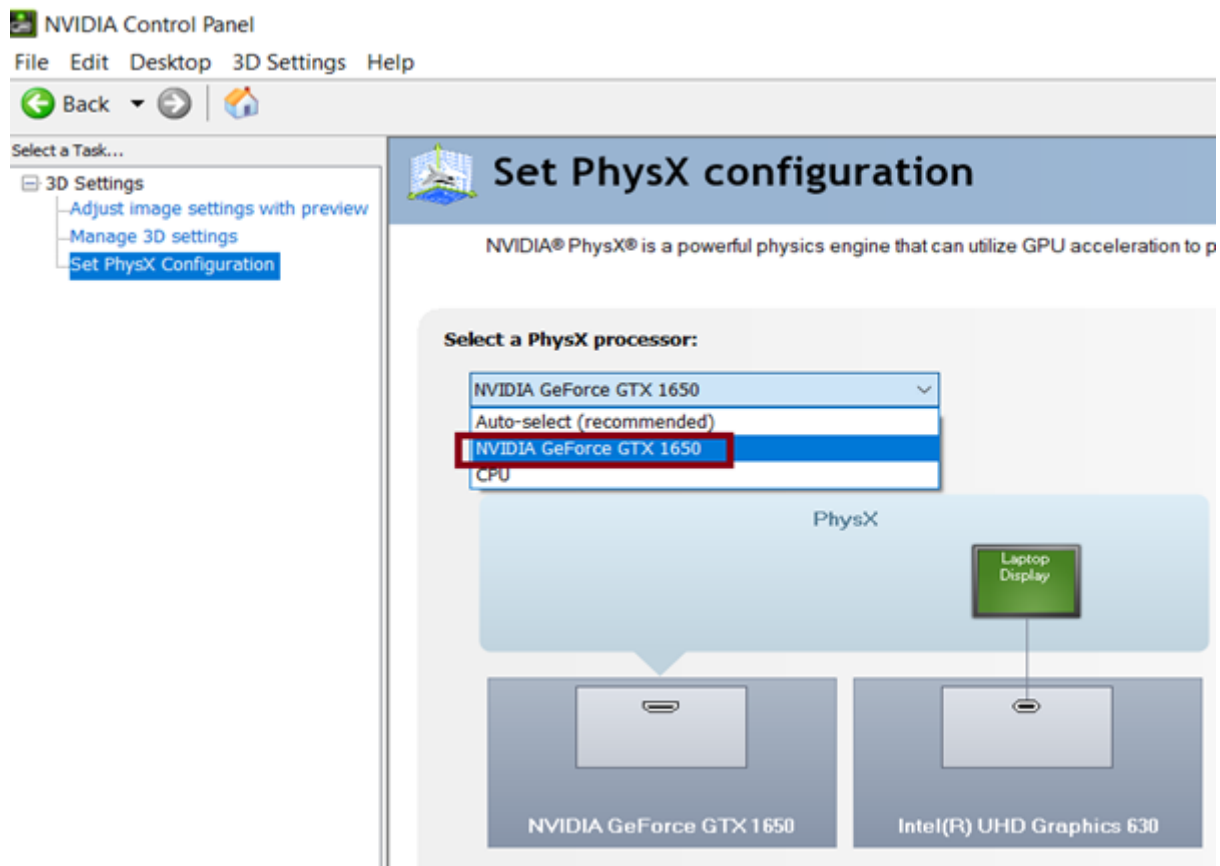 NVIDIA Control Panel
File Edit Desktop 3D Settings Help
Back
Select a Task...
3D Settings
Adjust image settings with preview
Manage 3D settings
Set PhysX Configuration
Set PhysX configuration
NVIDIA® PhysX® is a powerful physics engine that can utilize GPU acceleration to p
Select a PhysX processor:
NVIDIA GeForce GTX 1650
Auto-select (recommended)
NVIDIA GeForce GTX 1650
CPU
PhysX
Laptop
Display
NVIDIA GeForce GTX 1650
Intel(R) UHD Graphics 630